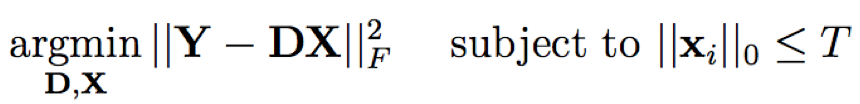 argmin ||Y − DX||²_F subject to ||x_i||_0 ≤ T
D,X